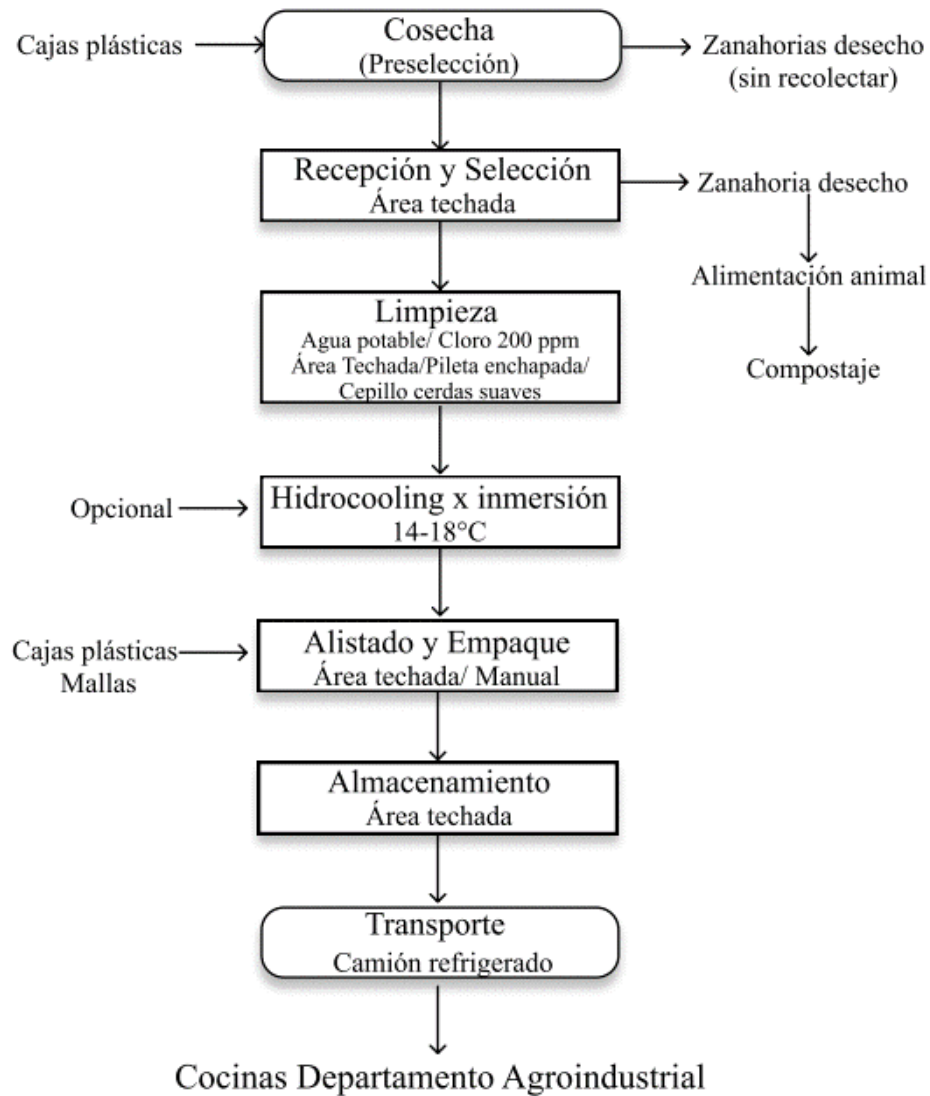 Cajas plásticas
Cosecha
(Preselección)
Zanahorias desecho
(sin recolectar)
Recepción y Selección
Área techada
Zanahoria desecho
Alimentación animal
Compostaje
Limpieza
Agua potable/ Cloro 200 ppm
Área Techada/Pileta enchapada/
Cepillo cerdas suaves
Opcional
Hidrocooling x inmersión
14-18°C
Cajas plásticas
Mallas
Alistado y Empaque
Área techada/ Manual
Almacenamiento
Área techada
Transporte
Camión refrigerado
Cocinas Departamento Agroindustrial